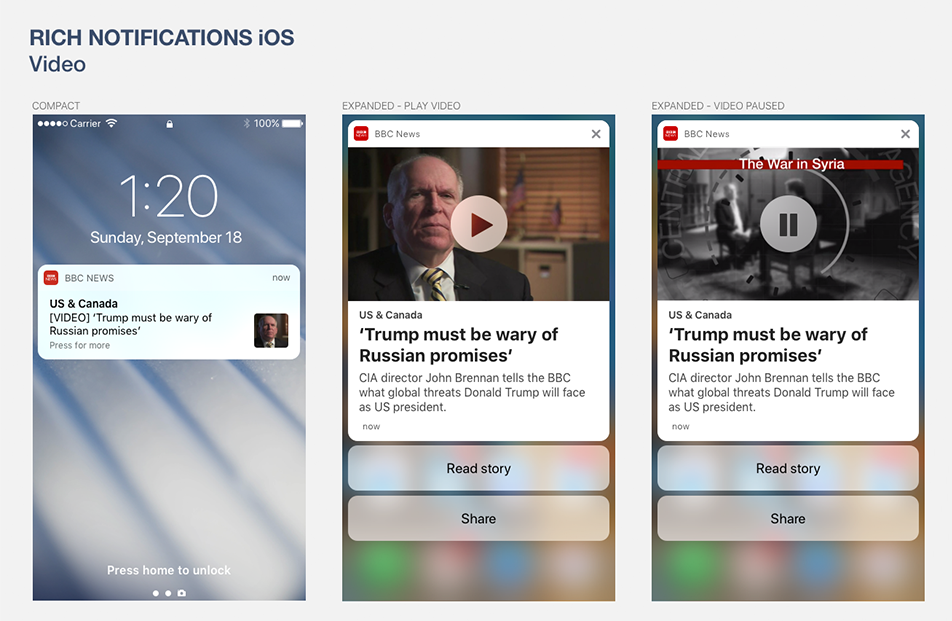 RICH NOTIFICATIONS iOS
Video
COMPACT
Carrier
100%
1:20
Sunday, September 18
BBC NEWS
now
US & Canada
[VIDEO] ‘Trump must be wary of
Russian promises’
Press for more
Press home to unlock
EXPANDED - PLAY VIDEO
BBC News
US & Canada
‘Trump must be wary of
Russian promises’
CIA director John Brennan tells the BBC
what global threats Donald Trump will face
as US president.
now
Read story
Share
EXPANDED - VIDEO PAUSED
BBC News
The War in Syria
CENTRAL
AGENCY
US & Canada
‘Trump must be wary of
Russian promises’
CIA director John Brennan tells the BBC
what global threats Donald Trump will face
as US president.
now
Read story
Share